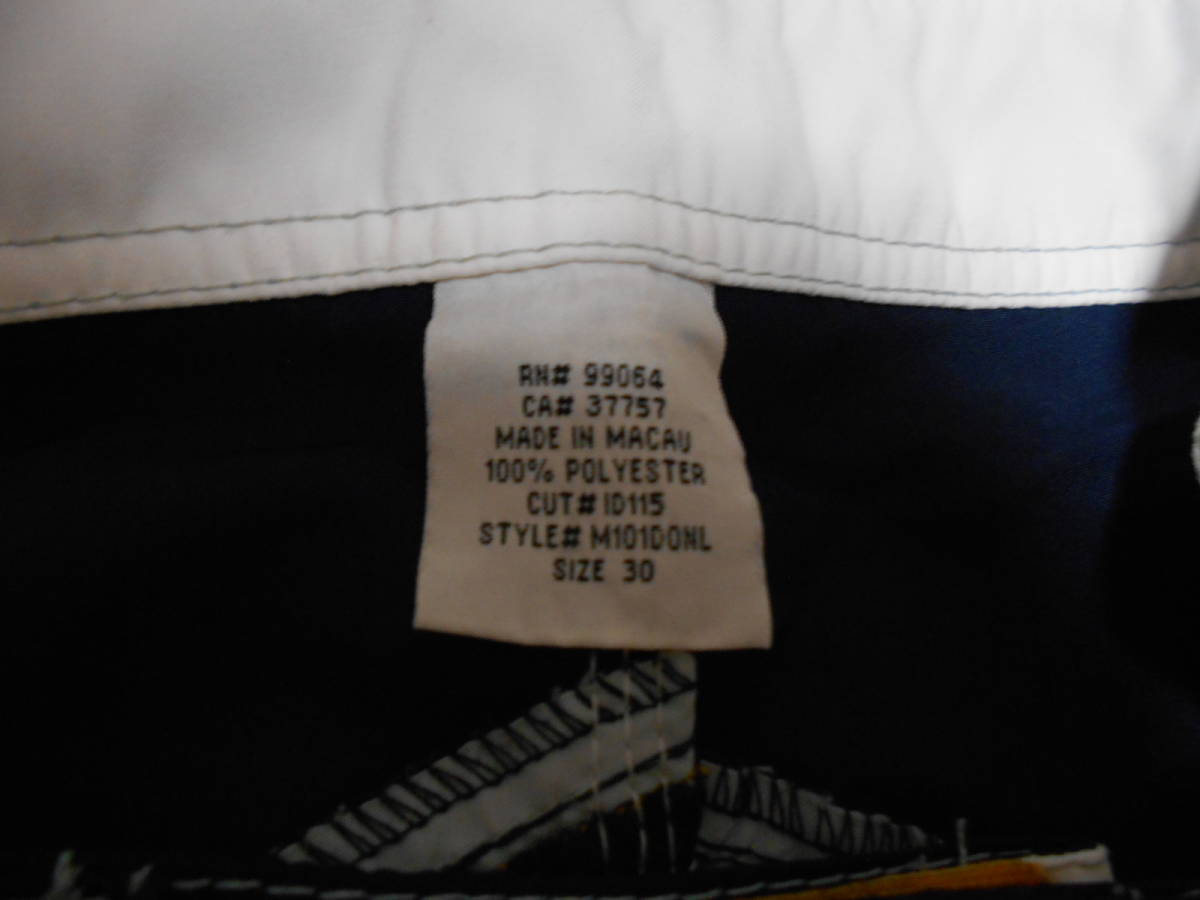 RN# 99064
CA# 37757
MADE IN MACAU
100% POLYESTER
CUT# ID115
STYLE# M101DONL
SIZE 30